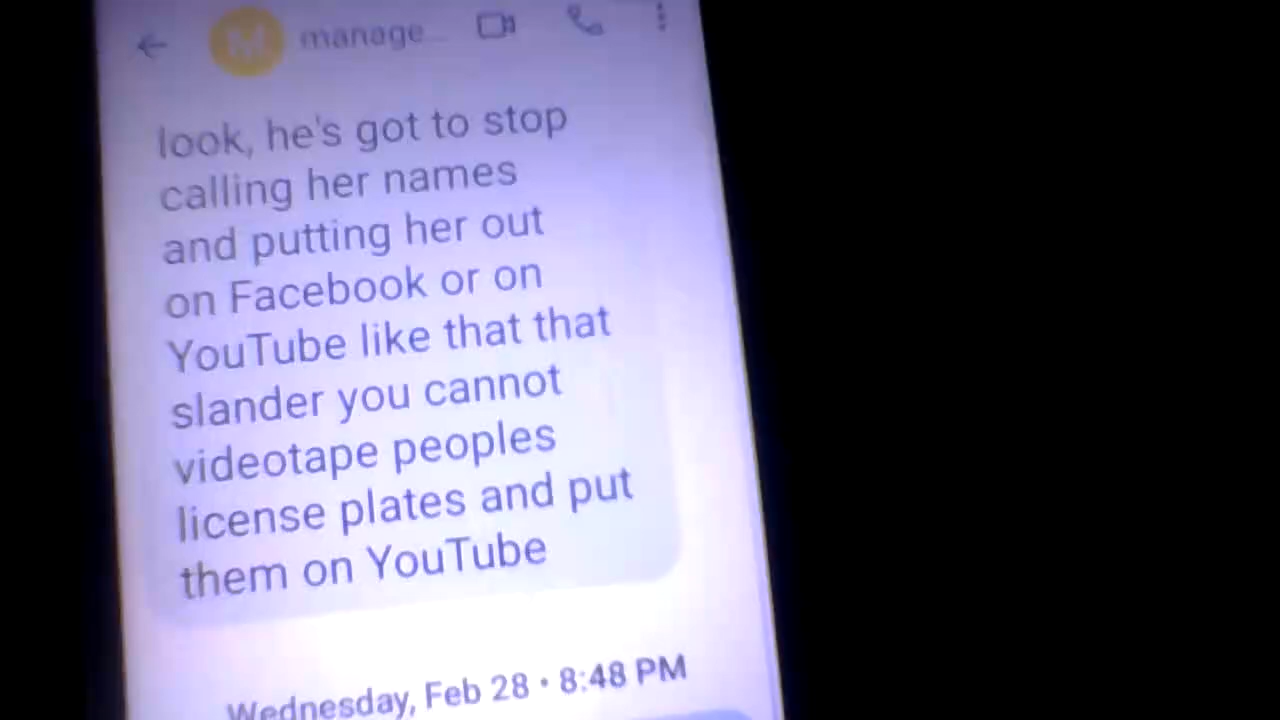 M manage...
look, he's got to stop
calling her names
and putting her out
on Facebook or on
YouTube like that that
slander you cannot
videotape peoples
license plates and put
them on YouTube
Wednesday, Feb 28 • 8:48 PM